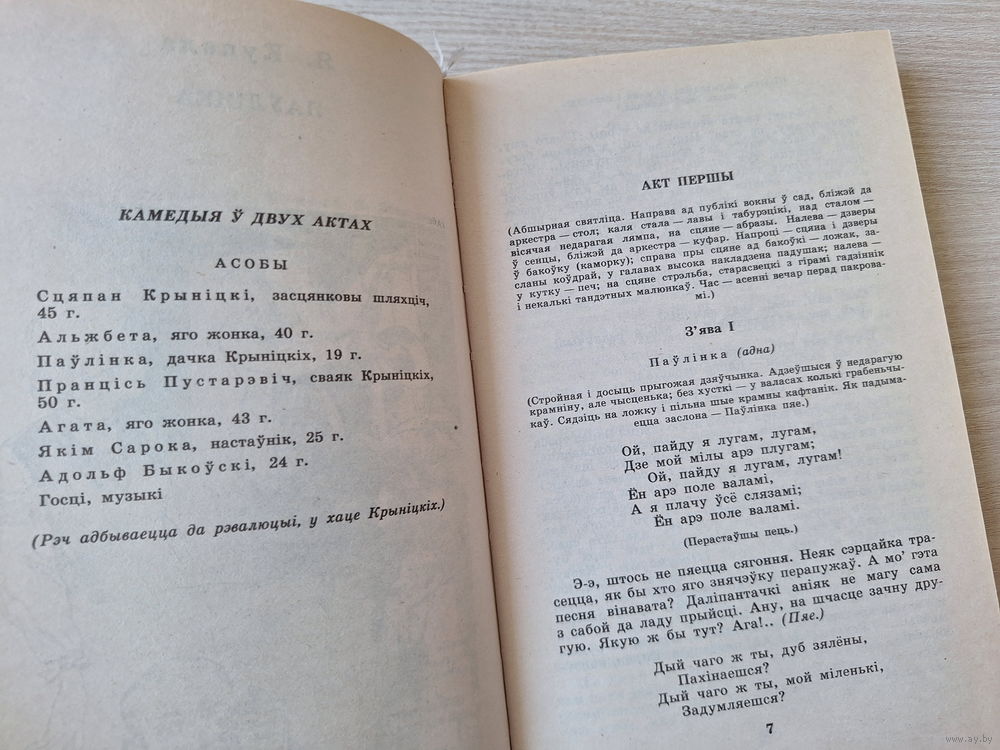 КАМЕДЫЯ Ў ДВУХ АКТАХ
АСОБЫ
Сцяпан Крыніцкі, засцянковы шляхціч,
45 г.
Альжбета, яго жонка, 40 г.
Паўлінка, дачка Крыніцкіх, 19 г.
Пранцісь Пустарэвіч, сваяк Крыніцкіх,
50 г.
Агата, яго жонка, 43 г.
Якім Сарока, настаўнік, 25 г.
Адольф Быкоўскі, 24 г.
Госці, музыкі
(Рэч адбываецца да рэвалюцыі, у хаце Крыніцкіх.)
АКТ ПЕРШЫ
(Абшырная святліца. Направа ад публікі вокны ў сад, бліжэй да
аркестра — стол; каля стала — лавы і табурэцікі, над сталом —
вісячая недарагая лямпа, на сцяне — абразы. Налева — дзверы
ў сенцы, бліжэй да аркестра — куфар. Напроці — сцяна і дзверы
ў бакоўку (каморку); справа пры сцяне ад бакоўкі — ложак, за-
сланы коўдрай, у галавах высока накладзена падушак; налева —
у кутку — печ; на сцяне стрэльба, старасвецкі з гірамі гадзіннік
і некалькі тандэтных малюнкаў. Час — асенні вечар перад пакрова-
мі.)
З'ява I
Паўлінка (адна)
(Стройная і досыць прыгожая дзяўчынка. Адзеўшыся ў недарагую
крамніну, але чысценька; без хусткі — у валасах колькі грабеньчы-
каў. Сядзіць на ложку і пільна шые крамны кафтанік. Як падыма-
ецца заслона — Паўлінка пяе.)
Ой, пайду я лугам, лугам,
Дзе мой мілы арэ плугам;
Ой, пайду я лугам, лугам!
Ён арэ поле валамі,
А я плачу ўсё слязамі;
Ён арэ поле валамі.
(Перастаўшы пець.)
Э-э, штось не пяецца сягоння. Неяк сэрцайка тра-
сецца, як бы хто яго знячэўку перапужаў. А мо' гэта
песня вінавата? Даліпантачкі аніяк не магу сама
з сабой да ладу прыйсці. Ану, на шчасце зачну дру-
гую. Якую ж бы тут? Ага!.. (Пяе.)
Дый чаго ж ты, дуб зялёны,
Пахінаешся?
Дый чаго ж ты, мой міленькі,
Задумляешся?
7
www.ay.by